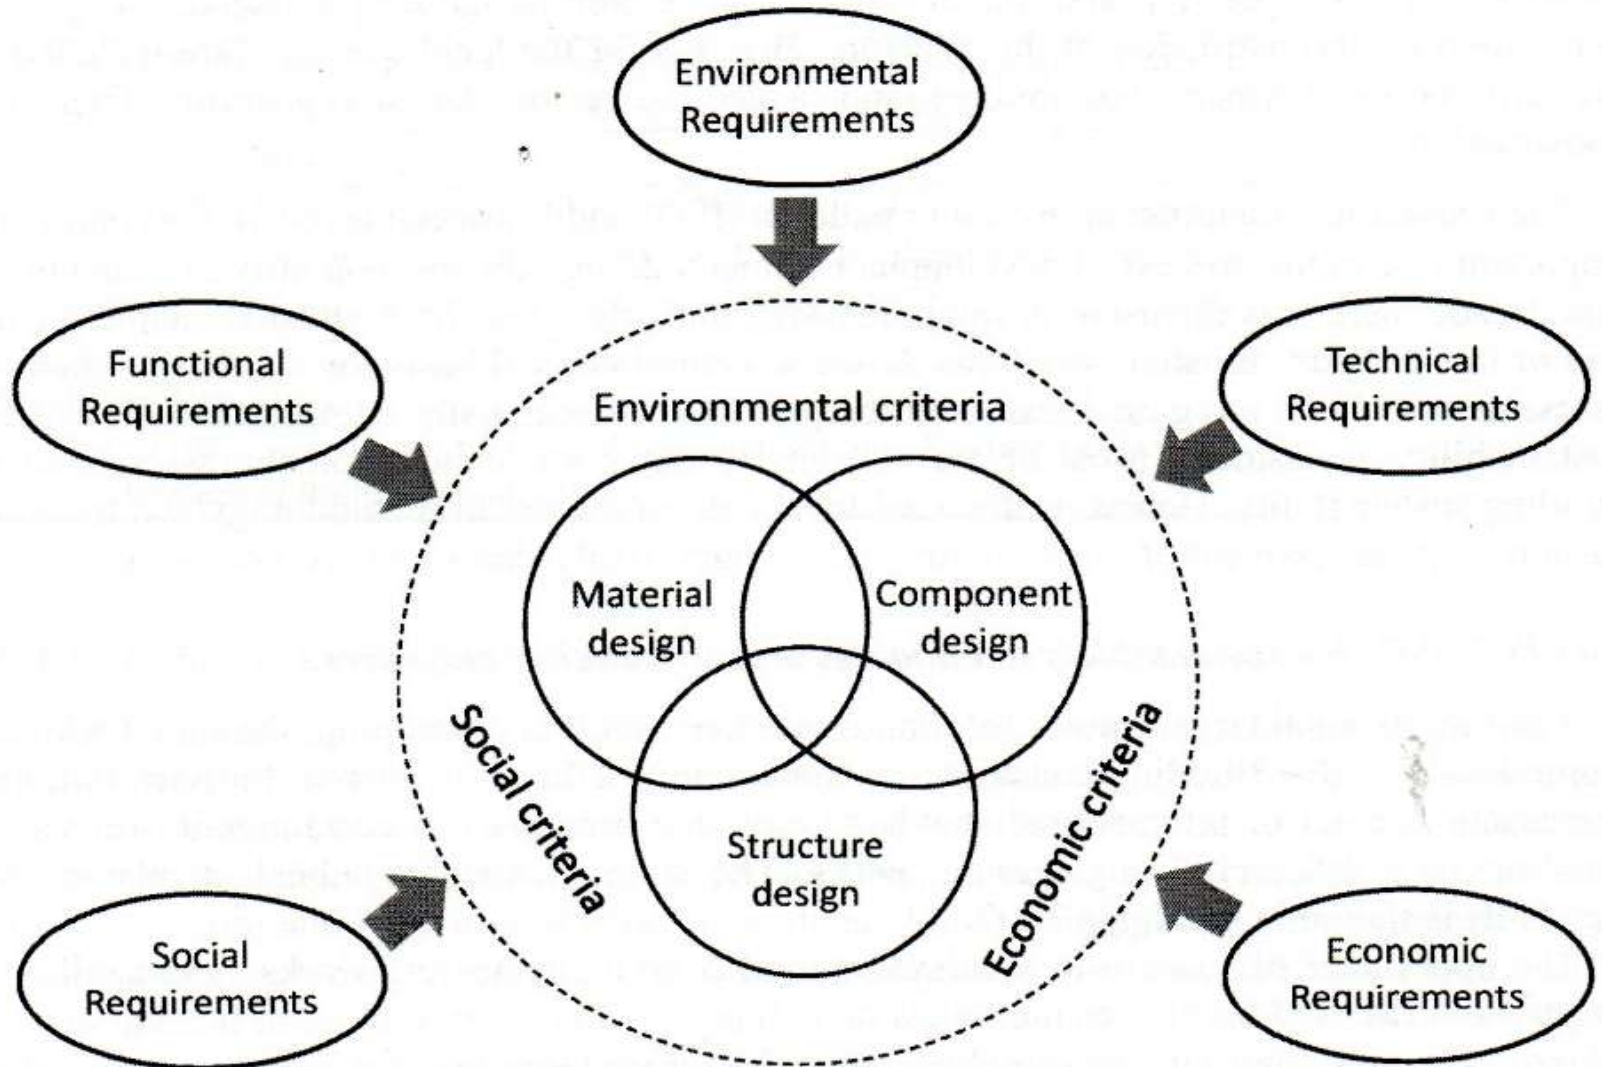 Environmental
Requirements
Functional
Requirements
Technical
Requirements
Environmental criteria
Material
design
Component
design
Social criteria
Economic criteria
Structure
design
Social
Requirements
Economic
Requirements